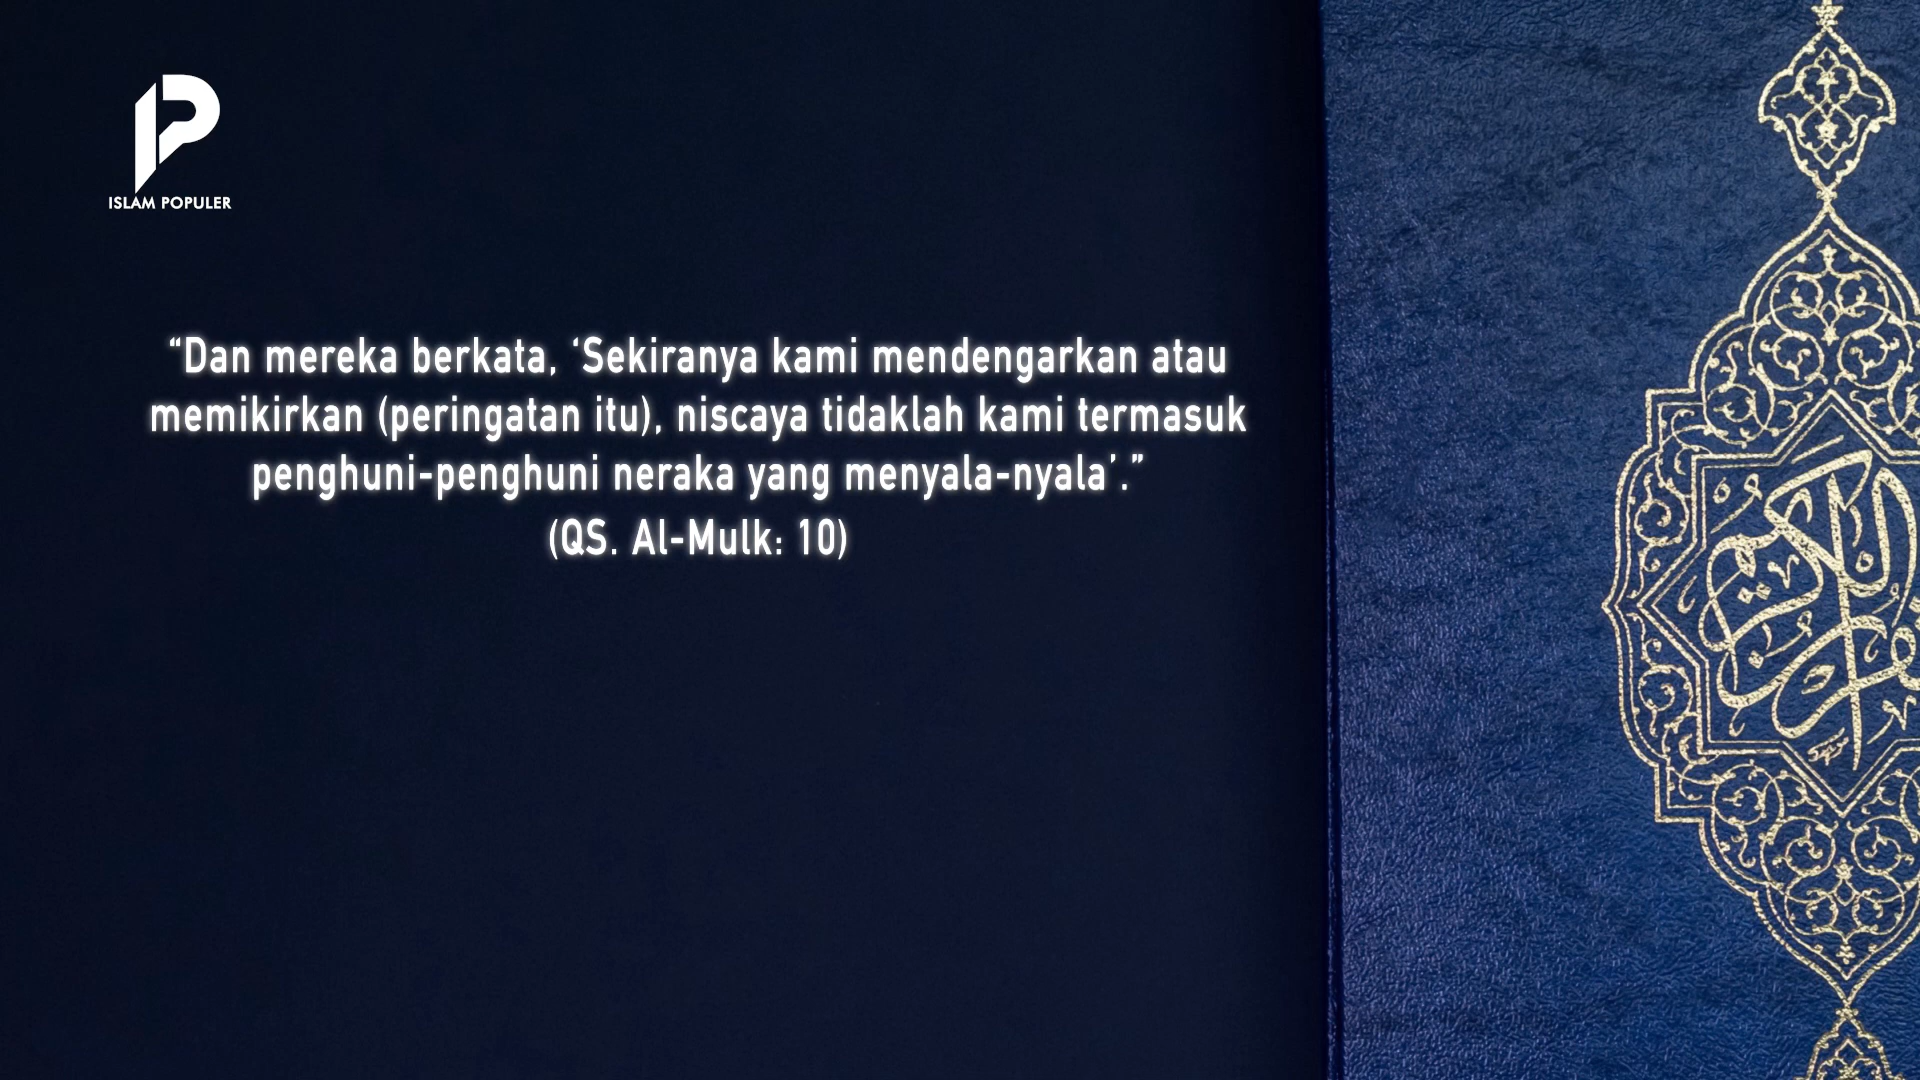 ISLAM POPULER
“Dan mereka berkata, ‘Sekiranya kami mendengarkan atau
memikirkan (peringatan itu), niscaya tidaklah kami termasuk
penghuni-penghuni neraka yang menyala-nyala’.”
(QS. Al-Mulk: 10)